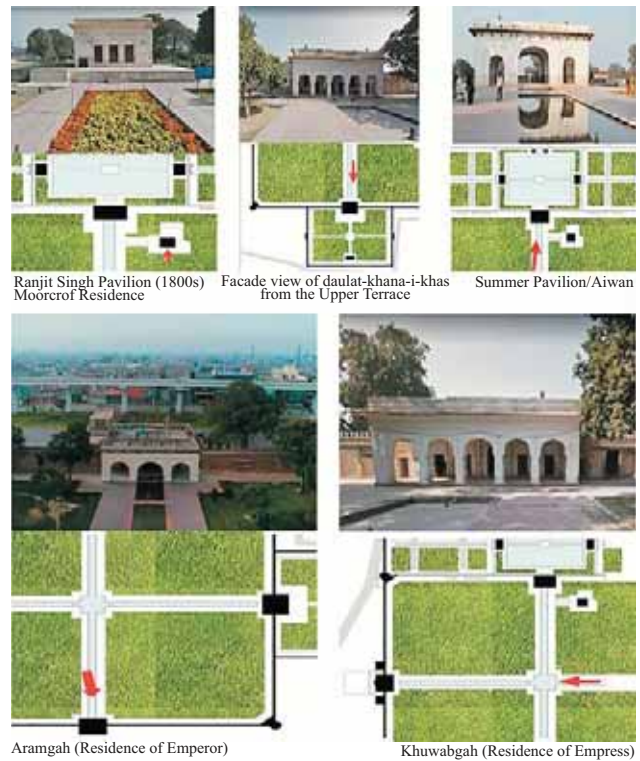 Ranjit Singh Pavilion (1800s)
Moorcrof Residence
Facade view of daulat-khana-i-khas
from the Upper Terrace
Summer Pavilion/Aiwan
Aramgah (Residence of Emperor)
Khuwabgah (Residence of Empress)